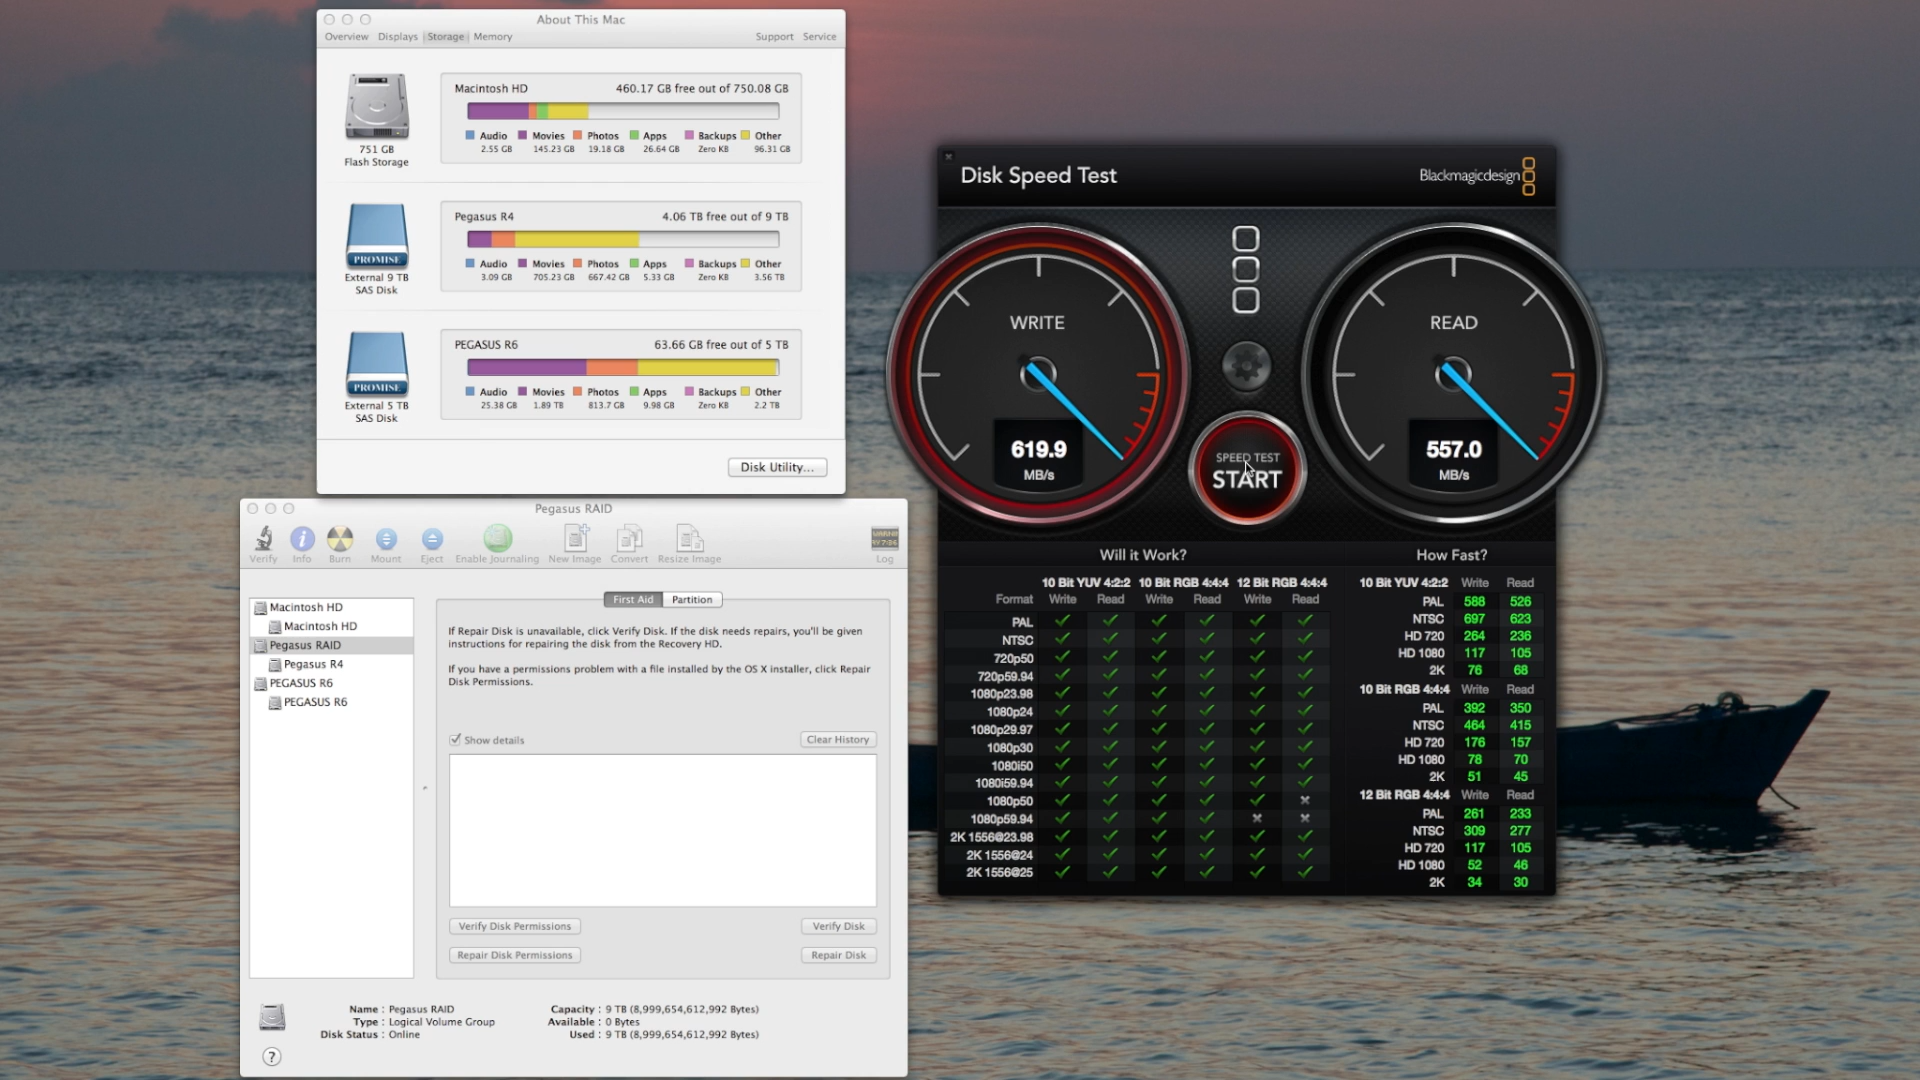 About This Mac
Overview Displays Storage Memory Support Service
Macintosh HD 460.17 GB free out of 750.08 GB
Audio Movies Photos Apps Backups Other
2.55 GB 145.23 GB 19.18 GB 26.64 GB Zero KB 96.31 GB
751 GB
Flash Storage
Pegasus R4 4.06 TB free out of 9 TB
Audio Movies Photos Apps Backups Other
3.09 GB 705.23 GB 667.42 GB 5.33 GB Zero KB 3.56 TB
PROMISE
External 9 TB
SAS Disk
PEGASUS R6 63.66 GB free out of 5 TB
Audio Movies Photos Apps Backups Other
25.38 GB 1.89 TB 813.7 GB 9.98 GB Zero KB 2.2 TB
PROMISE
External 5 TB
SAS Disk
Disk Utility...
Pegasus RAID
Verify Info Burn Mount Eject Enable Journaling New Image Convert Resize Image Log
Macintosh HD
Macintosh HD
Pegasus RAID
Pegasus R4
PEGASUS R6
PEGASUS R6
First Aid Partition
If Repair Disk is unavailable, click Verify Disk. If the disk needs repairs, you'll be given
instructions for repairing the disk from the Recovery HD.
If you have a permissions problem with a file installed by the OS X installer, click Repair
Disk Permissions.
Show details Clear History
Verify Disk Permissions Verify Disk
Repair Disk Permissions Repair Disk
Name : Pegasus RAID
Type : Logical Volume Group
Disk Status : Online
Capacity : 9 TB (8,999,654,612,992 Bytes)
Available : 0 Bytes
Used : 9 TB (8,999,654,612,992 Bytes)
?
Disk Speed Test Blackmagicdesign
WRITE
619.9
MB/s
SPEED TEST
START
READ
557.0
MB/s
Will it Work?
10 Bit YUV 4:2:2 10 Bit RGB 4:4:4 12 Bit RGB 4:4:4
Format Write Read Write Read Write Read
PAL
NTSC
720p50
720p59.94
1080p23.98
1080p24
1080p29.97
1080p30
1080i50
1080i59.94
1080p50
1080p59.94
2K 1556@23.98
2K 1556@24
2K 1556@25
How Fast?
10 Bit YUV 4:2:2 Write Read
PAL 588 526
NTSC 697 623
HD 720 264 236
HD 1080 117 105
2K 76 68
10 Bit RGB 4:4:4 Write Read
PAL 392 350
NTSC 464 415
HD 720 176 157
HD 1080 78 70
2K 51 45
12 Bit RGB 4:4:4 Write Read
PAL 261 233
NTSC 309 277
HD 720 117 105
HD 1080 52 46
2K 34 30